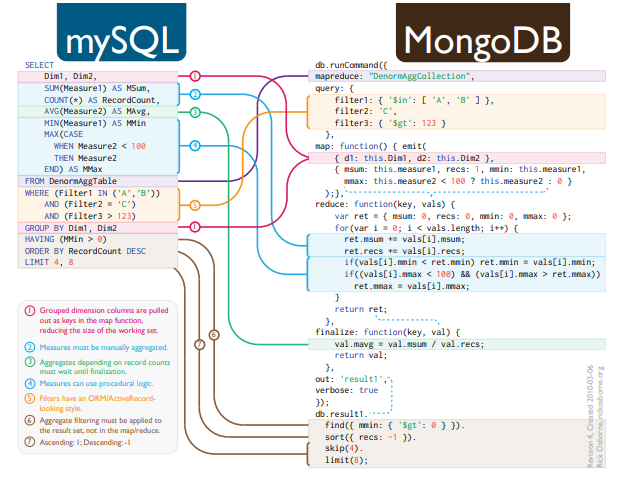 mySQL
MongoDB
SELECT
Dim1, Dim2,
SUM(Measure1) AS MSum,
COUNT(*) AS RecordCount,
AVG(Measure2) AS MAvg,
MIN(Measure1) AS MMin
MAX(CASE
WHEN Measure2 < 100
THEN Measure2
END) AS MMax
FROM DenormAggTable
WHERE (Filter1 IN ('A','B'))
AND (Filter2 = 'C')
AND (Filter3 > 123)
GROUP BY Dim1, Dim2
HAVING (MMin > 0)
ORDER BY RecordCount DESC
LIMIT 4, 8
1
2
3
4
5
1
6
7
1 Grouped dimension columns are pulled
out as keys in the map function,
reducing the size of the working set.
2 Measures must be manually aggregated.
3 Aggregates depending on record counts
must wait until finalization.
4 Measures can use procedural logic.
5 Filters have an ORM/ActiveRecord-
looking style.
6 Aggregate filtering must be applied to
the result set, not in the map/reduce.
7 Ascending: 1; Descending: -1
db.runCommand({
mapreduce: "DenormAggCollection",
query: {
filter1: { '$in': [ 'A', 'B' ] },
filter2: 'C',
filter3: { '$gt': 123 }
},
map: function() { emit(
{ d1: this.Dim1, d2: this.Dim2 },
{ msum: this.measure1, recs: 1, mmin: this.measure1,
mmax: this.measure2 < 100 ? this.measure2 : 0 }
);},
reduce: function(key, vals) {
var ret = { msum: 0, recs: 0, mmin: 0, mmax: 0 };
for(var i = 0; i < vals.length; i++) {
ret.msum += vals[i].msum;
ret.recs += vals[i].recs;
if(vals[i].mmin < ret.mmin) ret.mmin = vals[i].mmin;
if((vals[i].mmax < 100) && (vals[i].mmax > ret.mmax))
ret.mmax = vals[i].mmax;
}
return ret;
},
finalize: function(key, val) {
val.mavg = val.msum / val.recs;
return val;
},
out: 'result1',
verbose: true
});
db.result1.
find({ mmin: { '$gt': 0 } }).
sort({ recs: -1 }).
skip(4).
limit(8);
Revision 4, Created 2010-03-06
Rick Osborne, rickosborne.org